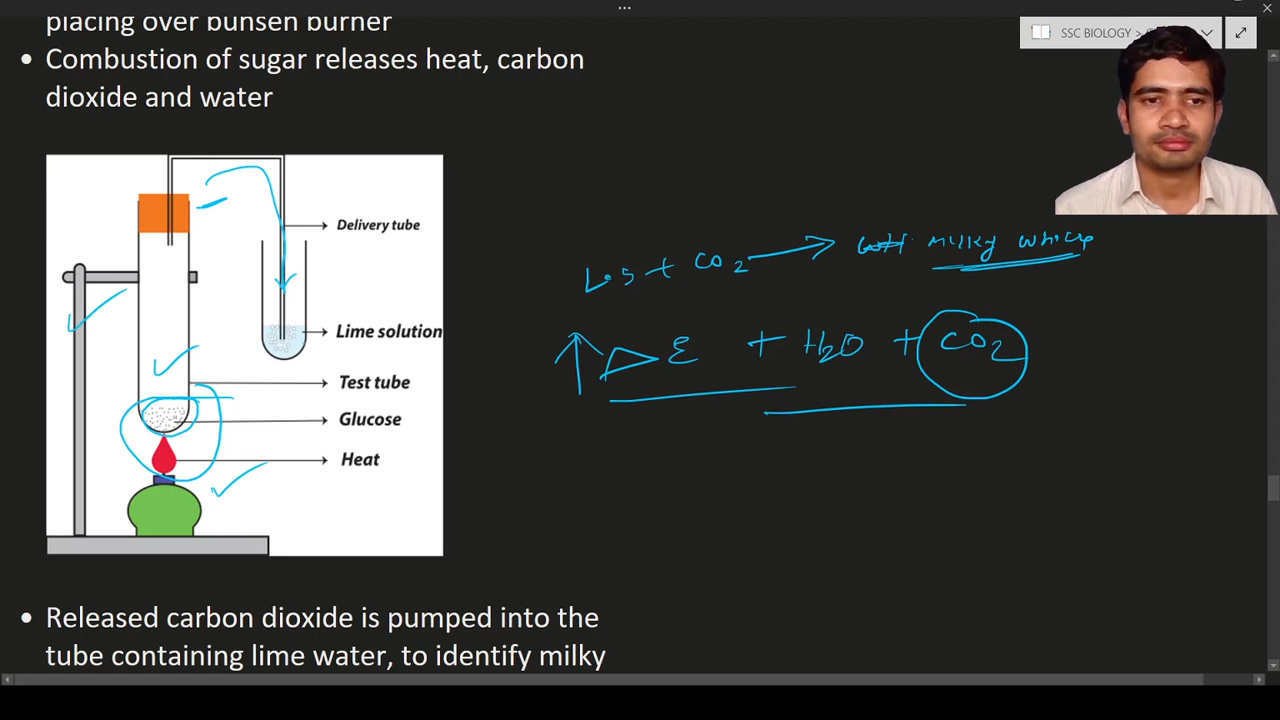 placing over bunsen burner
SSC BIOLOGY >
• Combustion of sugar releases heat, carbon
dioxide and water
Delivery tube
Lime solution
Test tube
Glucose
Heat
L.S + CO2 → milky white
Δ E + H2O + CO2
• Released carbon dioxide is pumped into the
tube containing lime water, to identify milky